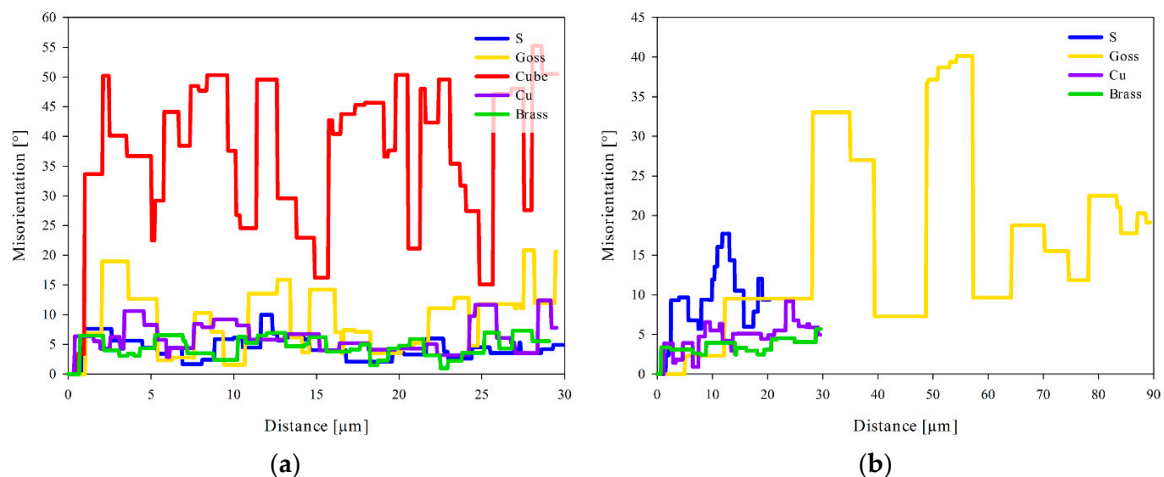 60
55
50
45
40
35
30
25
20
15
10
5
0
Misorientation [°]
S
Goss
Cube
Cu
Brass
0 5 10 15 20 25 30
Distance [µm]
(a)
45
40
35
30
25
20
15
10
5
0
Misorientation [°]
S
Goss
Cu
Brass
0 10 20 30 40 50 60 70 80 90
Distance [µm]
(b)